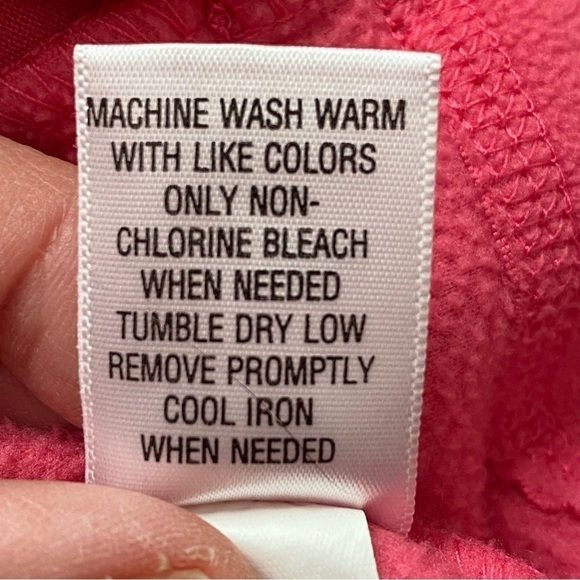 MACHINE WASH WARM
WITH LIKE COLORS
ONLY NON-
CHLORINE BLEACH
WHEN NEEDED
TUMBLE DRY LOW
REMOVE PROMPTLY
COOL IRON
WHEN NEEDED